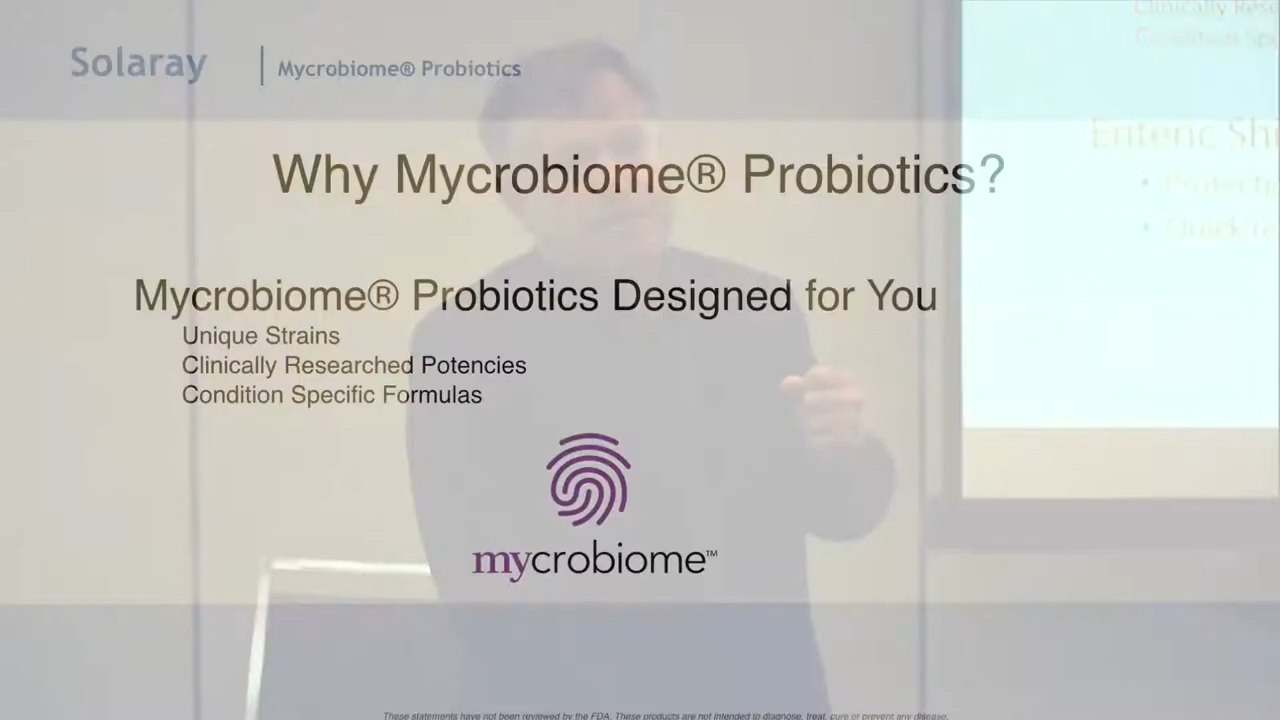 Solaray
Mycrobiome® Probiotics
Clinically
Why Mycrobiome® Probiotics?
Enteric
Mycrobiome® Probiotics Designed for You
Unique Strains
Clinically Researched Potencies
Condition Specific Formulas
mycrobiome™
These statements have not been reviewed by the FDA. These products are not intended to diagnose, treat, cure or prevent any disease.